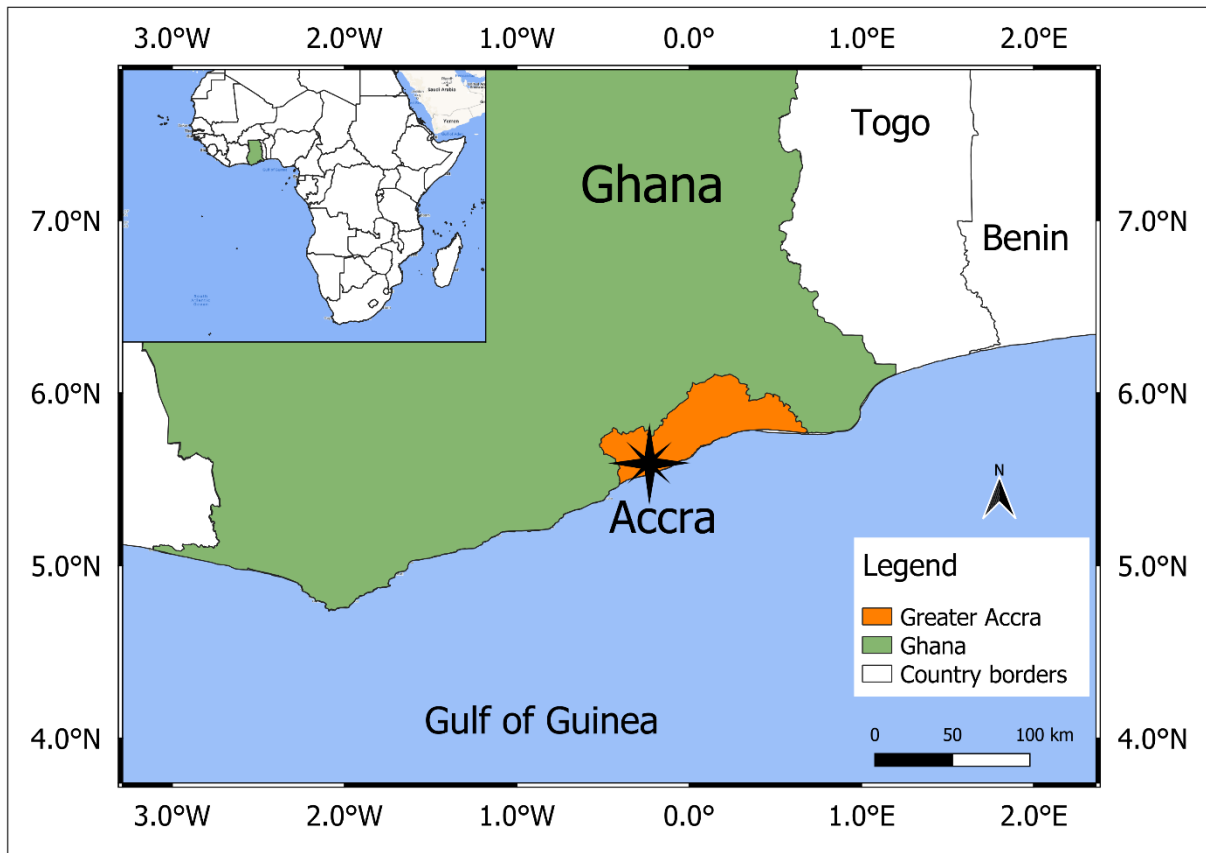 3.0°W 2.0°W 1.0°W 0.0° 1.0°E 2.0°E
Saudi Arabia
Yemen
Togo
Ghana
7.0°N 7.0°N
Benin
6.0°N 6.0°N
N
Accra
5.0°N 5.0°N
Legend
Greater Accra
Ghana
Country borders
Gulf of Guinea
0 50 100 km
4.0°N 4.0°N
3.0°W 2.0°W 1.0°W 0.0° 1.0°E 2.0°E